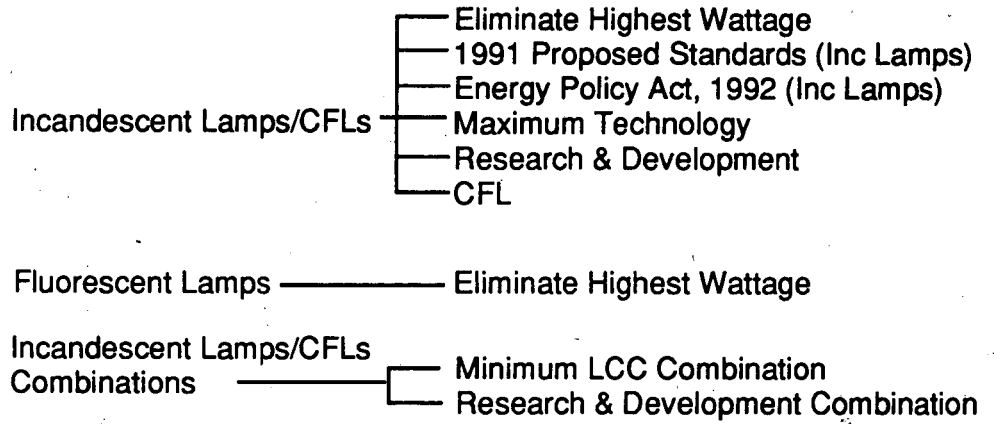 Eliminate Highest Wattage
1991 Proposed Standards (Inc Lamps)
Energy Policy Act, 1992 (Inc Lamps)
Incandescent Lamps/CFLs
Maximum Technology
Research & Development
CFL
Fluorescent Lamps
Eliminate Highest Wattage
Incandescent Lamps/CFLs
Combinations
Minimum LCC Combination
Research & Development Combination